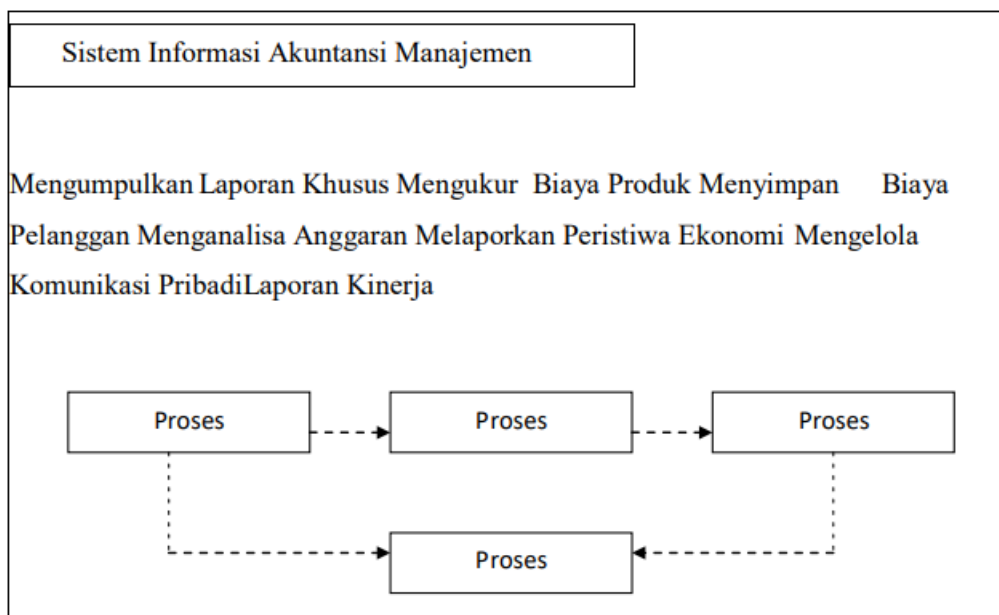 Sistem Informasi Akuntansi Manajemen
Mengumpulkan Laporan Khusus Mengukur Biaya Produk Menyimpan Biaya
Pelanggan Menganalisa Anggaran Melaporkan Peristiwa Ekonomi Mengelola
Komunikasi PribadiLaporan Kinerja
Proses
Proses
Proses
Proses